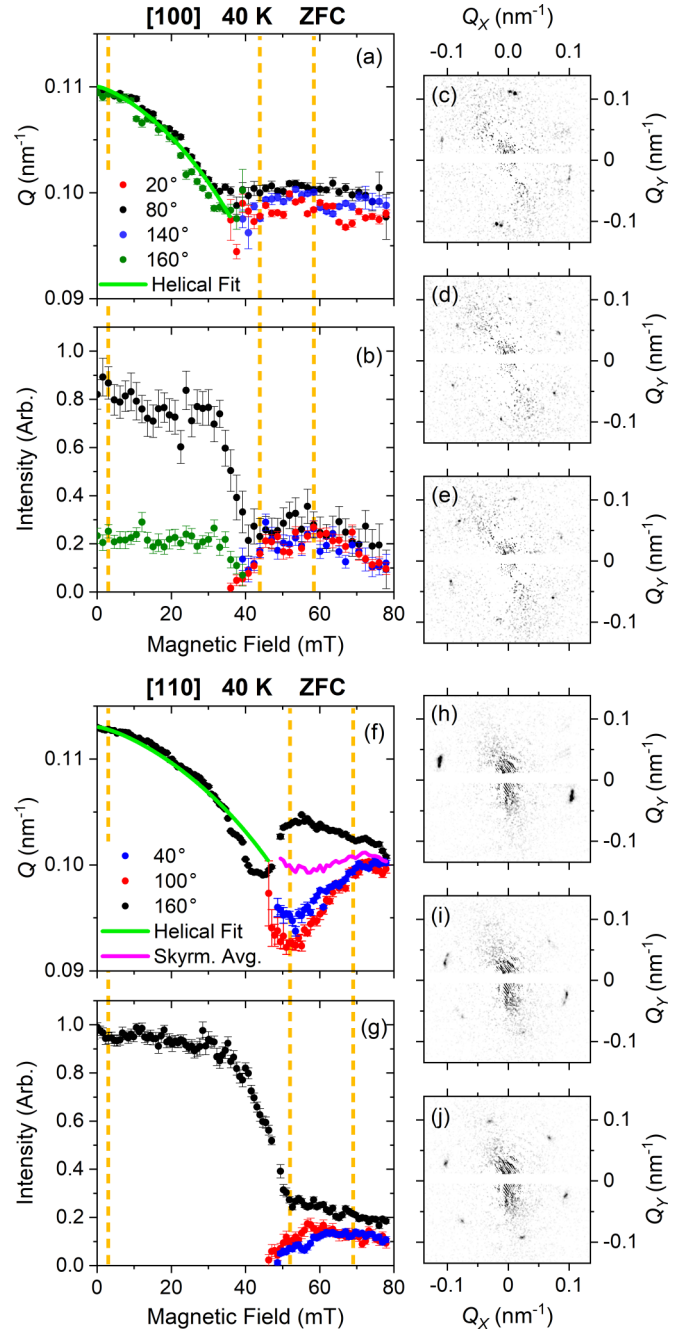 [100] 40 K ZFC
(a)
Q (nm⁻¹)
0.11
0.10
0.09
20°
80°
140°
160°
Helical Fit
(b)
Intensity (Arb.)
1.0
0.8
0.6
0.4
0.2
0.0
0 20 40 60 80
Magnetic Field (mT)
Q_X (nm⁻¹)
-0.1 0 0.1
(c)
0.1
0
-0.1
Q_Y (nm⁻¹)
(d)
0.1
0
-0.1
Q_Y (nm⁻¹)
(e)
0.1
0
-0.1
Q_Y (nm⁻¹)
[110] 40 K ZFC
(f)
Q (nm⁻¹)
0.11
0.10
0.09
40°
100°
160°
Helical Fit
Skyrm. Avg.
(g)
Intensity (Arb.)
1.0
0.8
0.6
0.4
0.2
0.0
0 20 40 60 80
Magnetic Field (mT)
(h)
0.1
0
-0.1
Q_Y (nm⁻¹)
(i)
0.1
0
-0.1
Q_Y (nm⁻¹)
(j)
0.1
0
-0.1
Q_Y (nm⁻¹)
-0.1 0 0.1
Q_X (nm⁻¹)